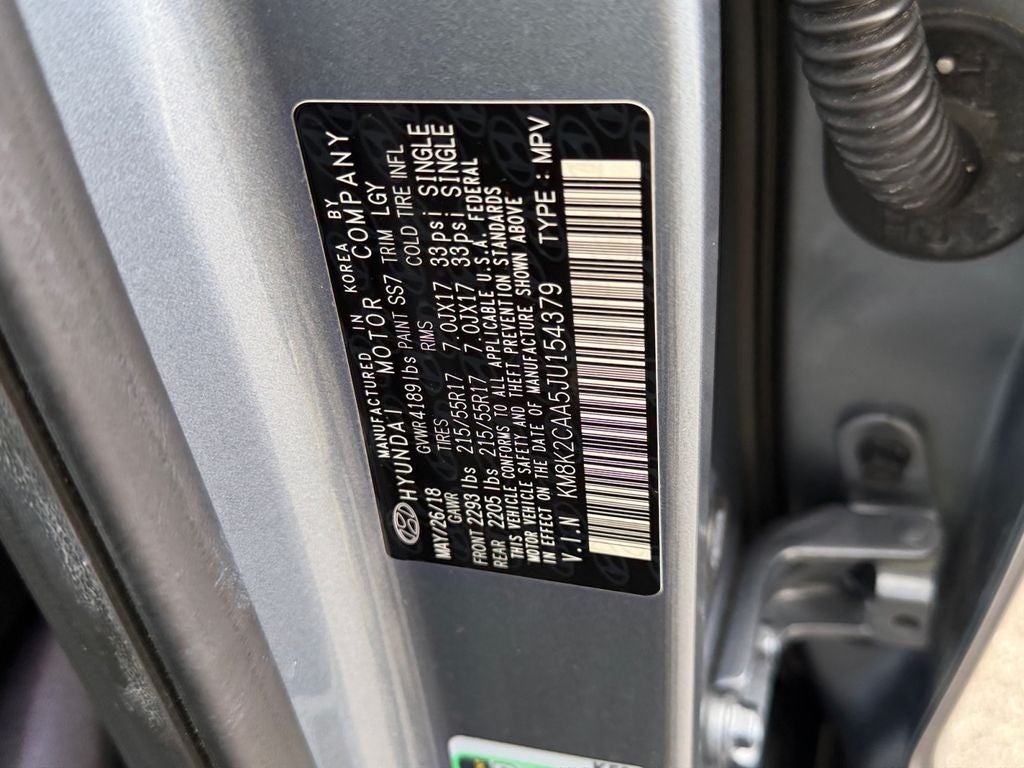 MANUFACTURED IN KOREA BY
HYUNDAI MOTOR COMPANY
MAY/26/18 GVWR 4189lbs PAINT SS7 TRIM LGY
GAWR TIRES RIMS COLD TIRE INFL
FRONT 2293 lbs 215/55R17 7.0JX17 33psi SINGLE
REAR 2205 lbs 215/55R17 7.0JX17 33psi SINGLE
THIS VEHICLE CONFORMS TO ALL APPLICABLE U.S.A. FEDERAL
MOTOR VEHICLE SAFETY AND THEFT PREVENTION STANDARDS
IN EFFECT ON THE DATE OF MANUFACTURE SHOWN ABOVE
V.I.N KM8K2CAA5JU154379 TYPE : MPV